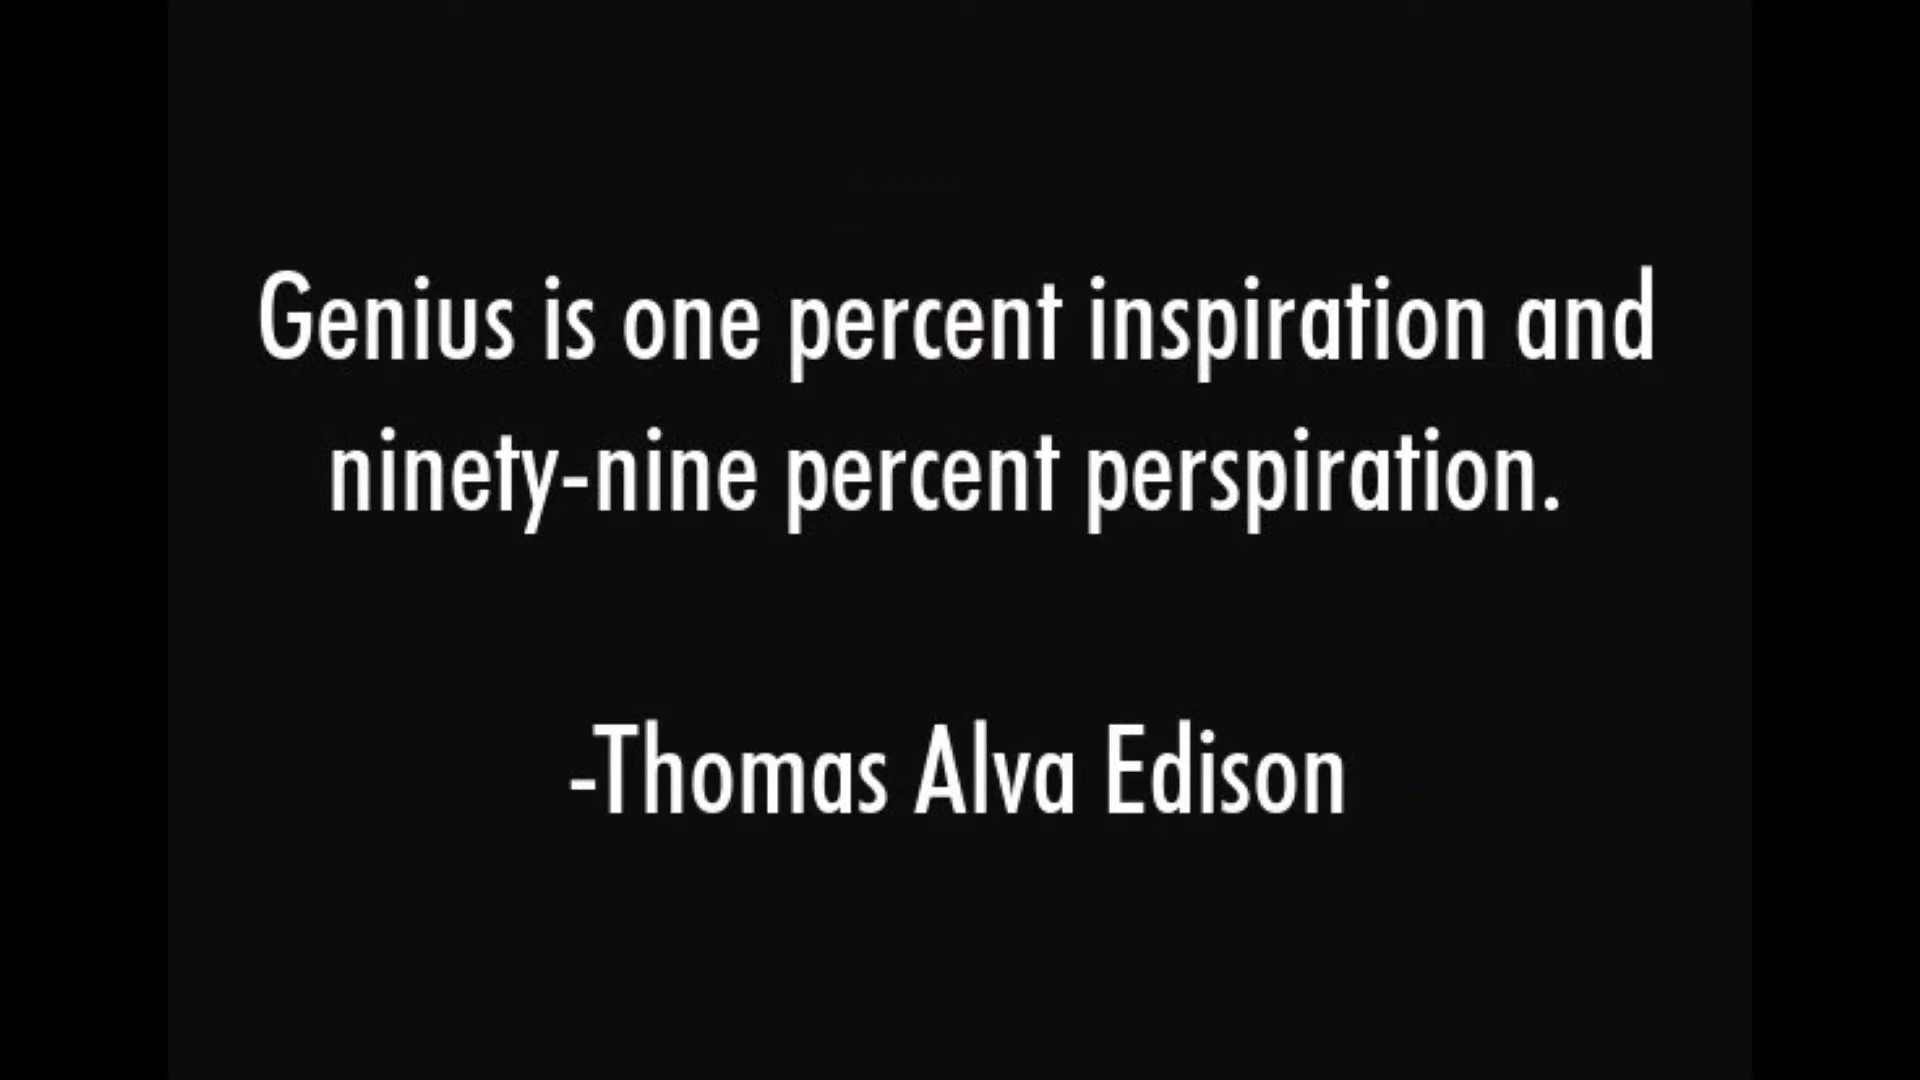 Genius is one percent inspiration and
ninety-nine percent perspiration.
-Thomas Alva Edison